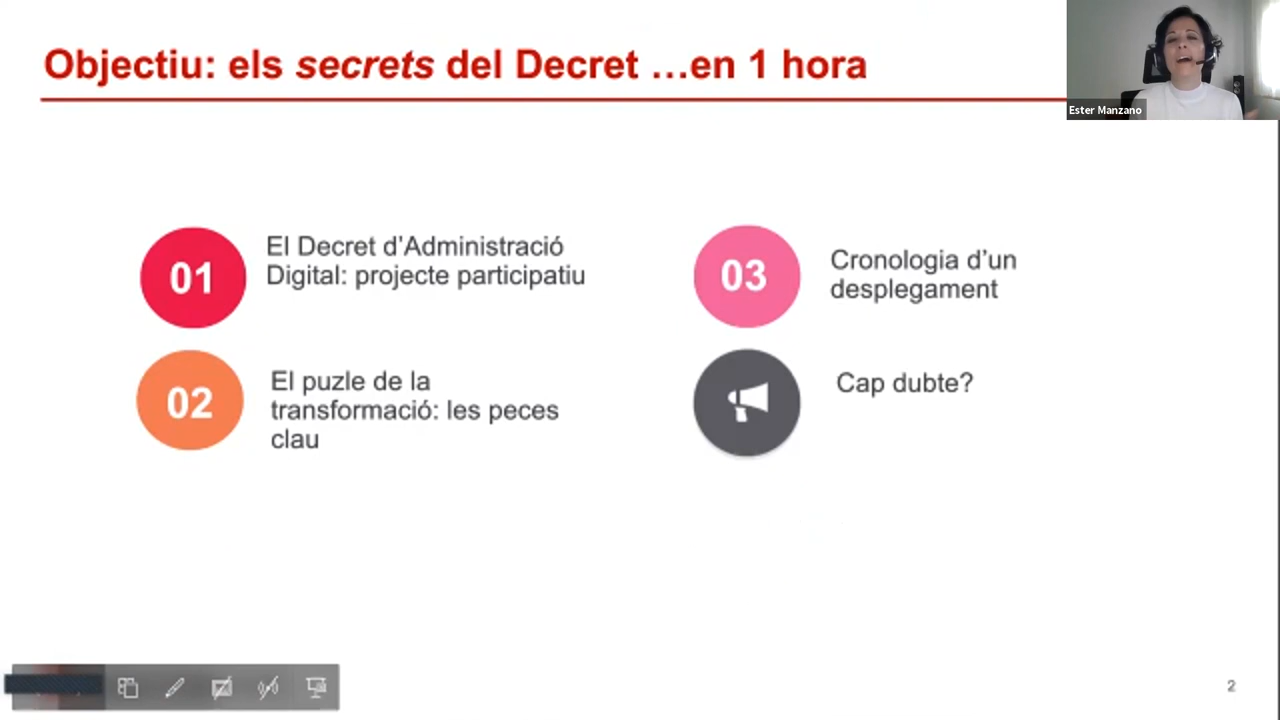 Objectiu: els secrets del Decret …en 1 hora
Ester Manzano
01
El Decret d'Administració
Digital: projecte participatiu
02
El puzle de la
transformació: les peces
clau
03
Cronologia d'un
desplegament
Cap dubte?
2